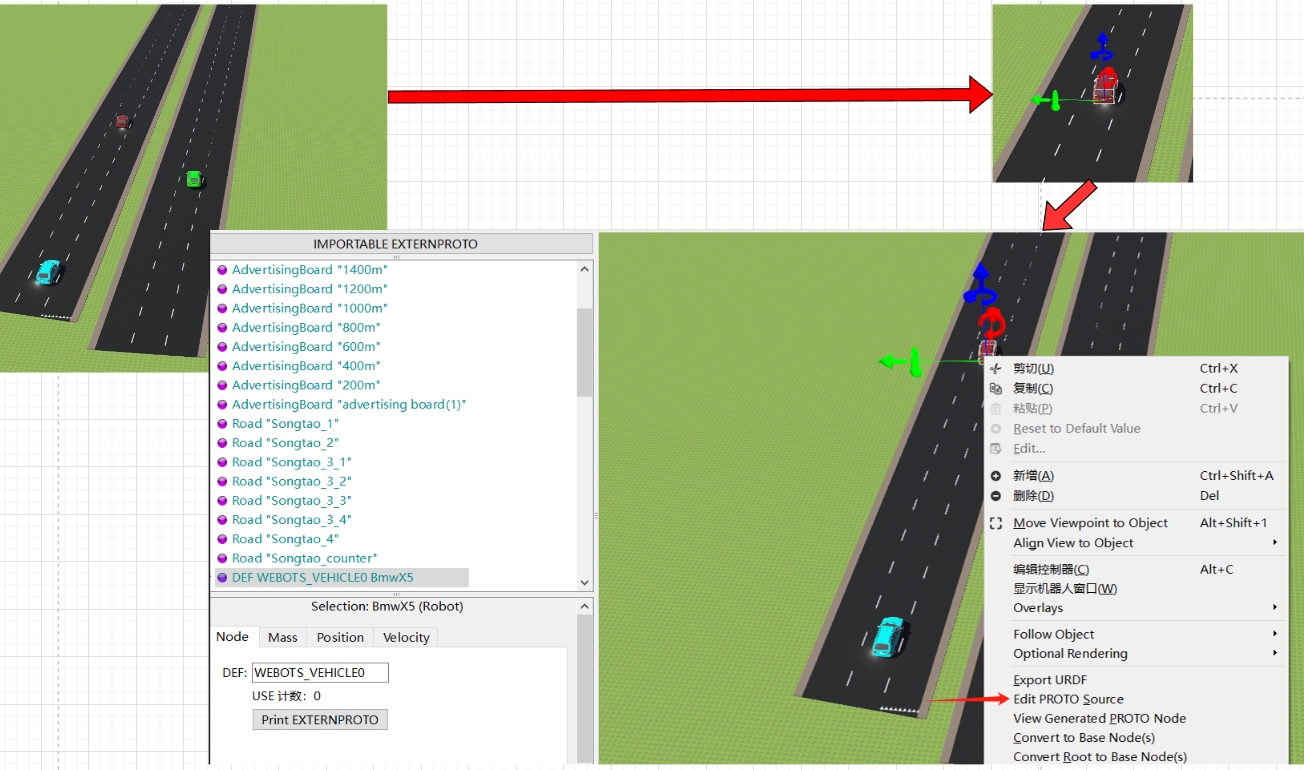 IMPORTABLE EXTERNPROTO
AdvertisingBoard "1400m"
AdvertisingBoard "1200m"
AdvertisingBoard "1000m"
AdvertisingBoard "800m"
AdvertisingBoard "600m"
AdvertisingBoard "400m"
AdvertisingBoard "200m"
AdvertisingBoard "advertising board(1)"
Road "Songtao_1"
Road "Songtao_2"
Road "Songtao_3_1"
Road "Songtao_3_2"
Road "Songtao_3_3"
Road "Songtao_3_4"
Road "Songtao_4"
Road "Songtao_counter"
DEF WEBOTS_VEHICLE0 BmwX5
Selection: BmwX5 (Robot)
Node Mass Position Velocity
DEF: WEBOTS_VEHICLE0
USE 计数: 0
Print EXTERNPROTO
剪切(U) Ctrl+X
复制(C) Ctrl+C
粘贴(P) Ctrl+V
Reset to Default Value
Edit...
新增(A) Ctrl+Shift+A
删除(D) Del
Move Viewpoint to Object Alt+Shift+1
Align View to Object
编辑控制器(C) Alt+C
显示机器人窗口(W)
Overlays
Follow Object
Optional Rendering
Export URDF
Edit PROTO Source
View Generated PROTO Node
Convert to Base Node(s)
Convert Root to Base Node(s)